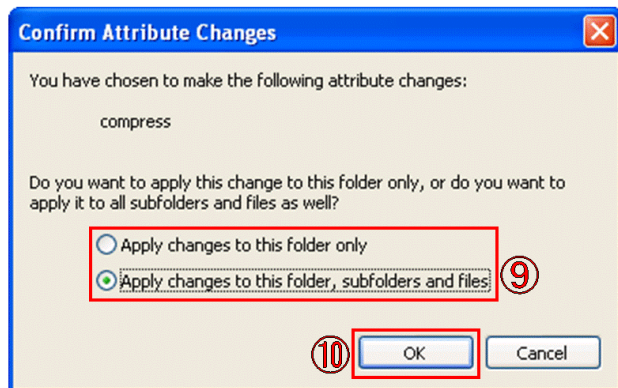 Confirm Attribute Changes
You have chosen to make the following attribute changes:
compress
Do you want to apply this change to this folder only, or do you want to
apply it to all subfolders and files as well?
Apply changes to this folder only
Apply changes to this folder, subfolders and files
⑨
⑩
OK
Cancel